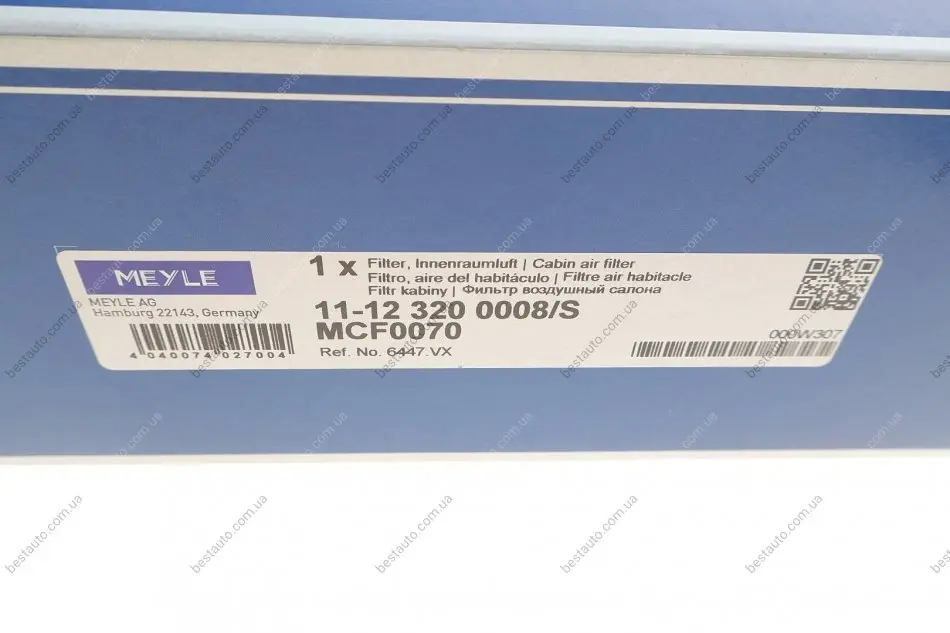 MEYLE
MEYLE AG
Hamburg 22143, Germany
4 040074 027004
1 x Filter, Innenraumluft | Cabin air filter
Filtro, aire del habitáculo | Filtre air habitacle
Filtr kabiny | Фильтр воздушный салона
11-12 320 0008/S
MCF0070
Ref. No. 6447.VX
000W307
bestauto.com.ua